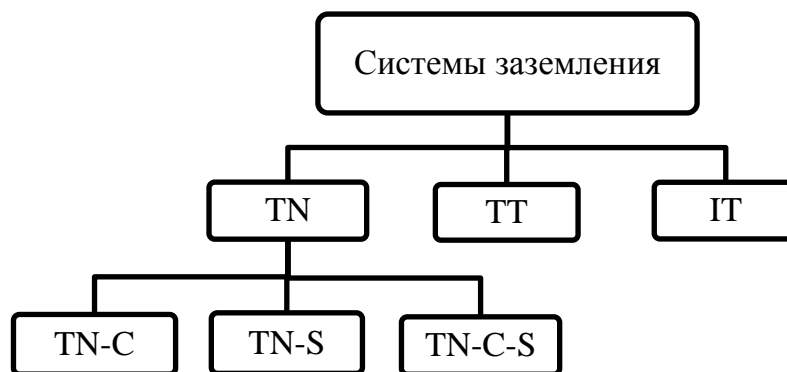 Системы заземления
TN
TT
IT
TN-C
TN-S
TN-C-S